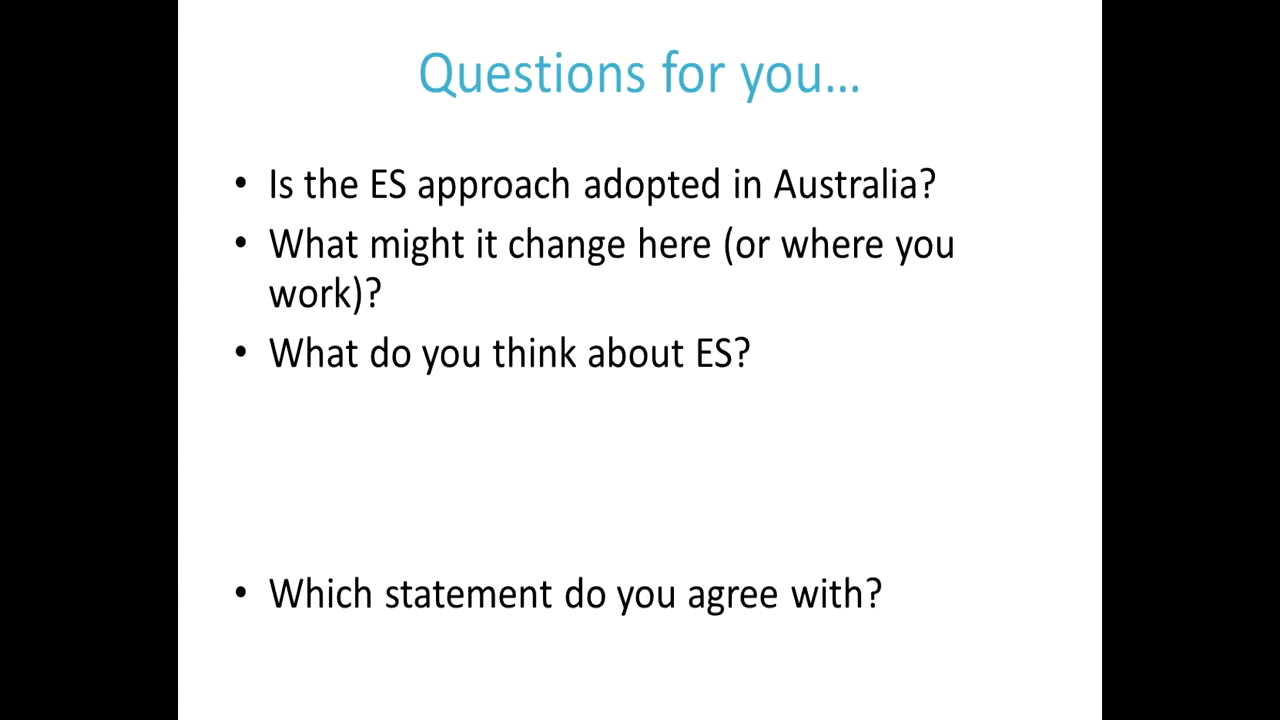 Questions for you...
• Is the ES approach adopted in Australia?
• What might it change here (or where you
work)?
• What do you think about ES?
• Which statement do you agree with?